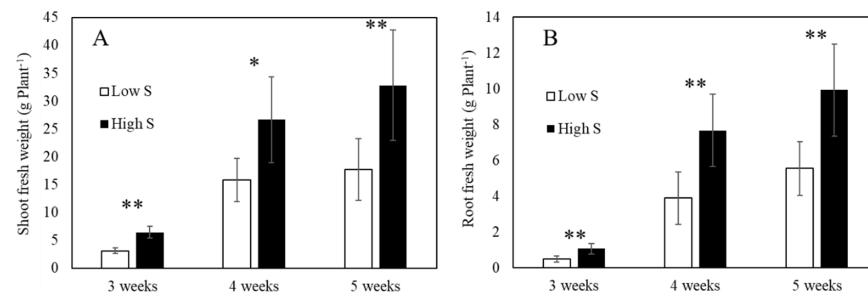 A
Shoot fresh weight (g Plant⁻¹)
45
40
35
30
25
20
15
10
5
0
Low S
High S
**
*
**
3 weeks 4 weeks 5 weeks
B
Root fresh weight (g Plant⁻¹)
14
12
10
8
6
4
2
0
Low S
High S
**
**
**
3 weeks 4 weeks 5 weeks